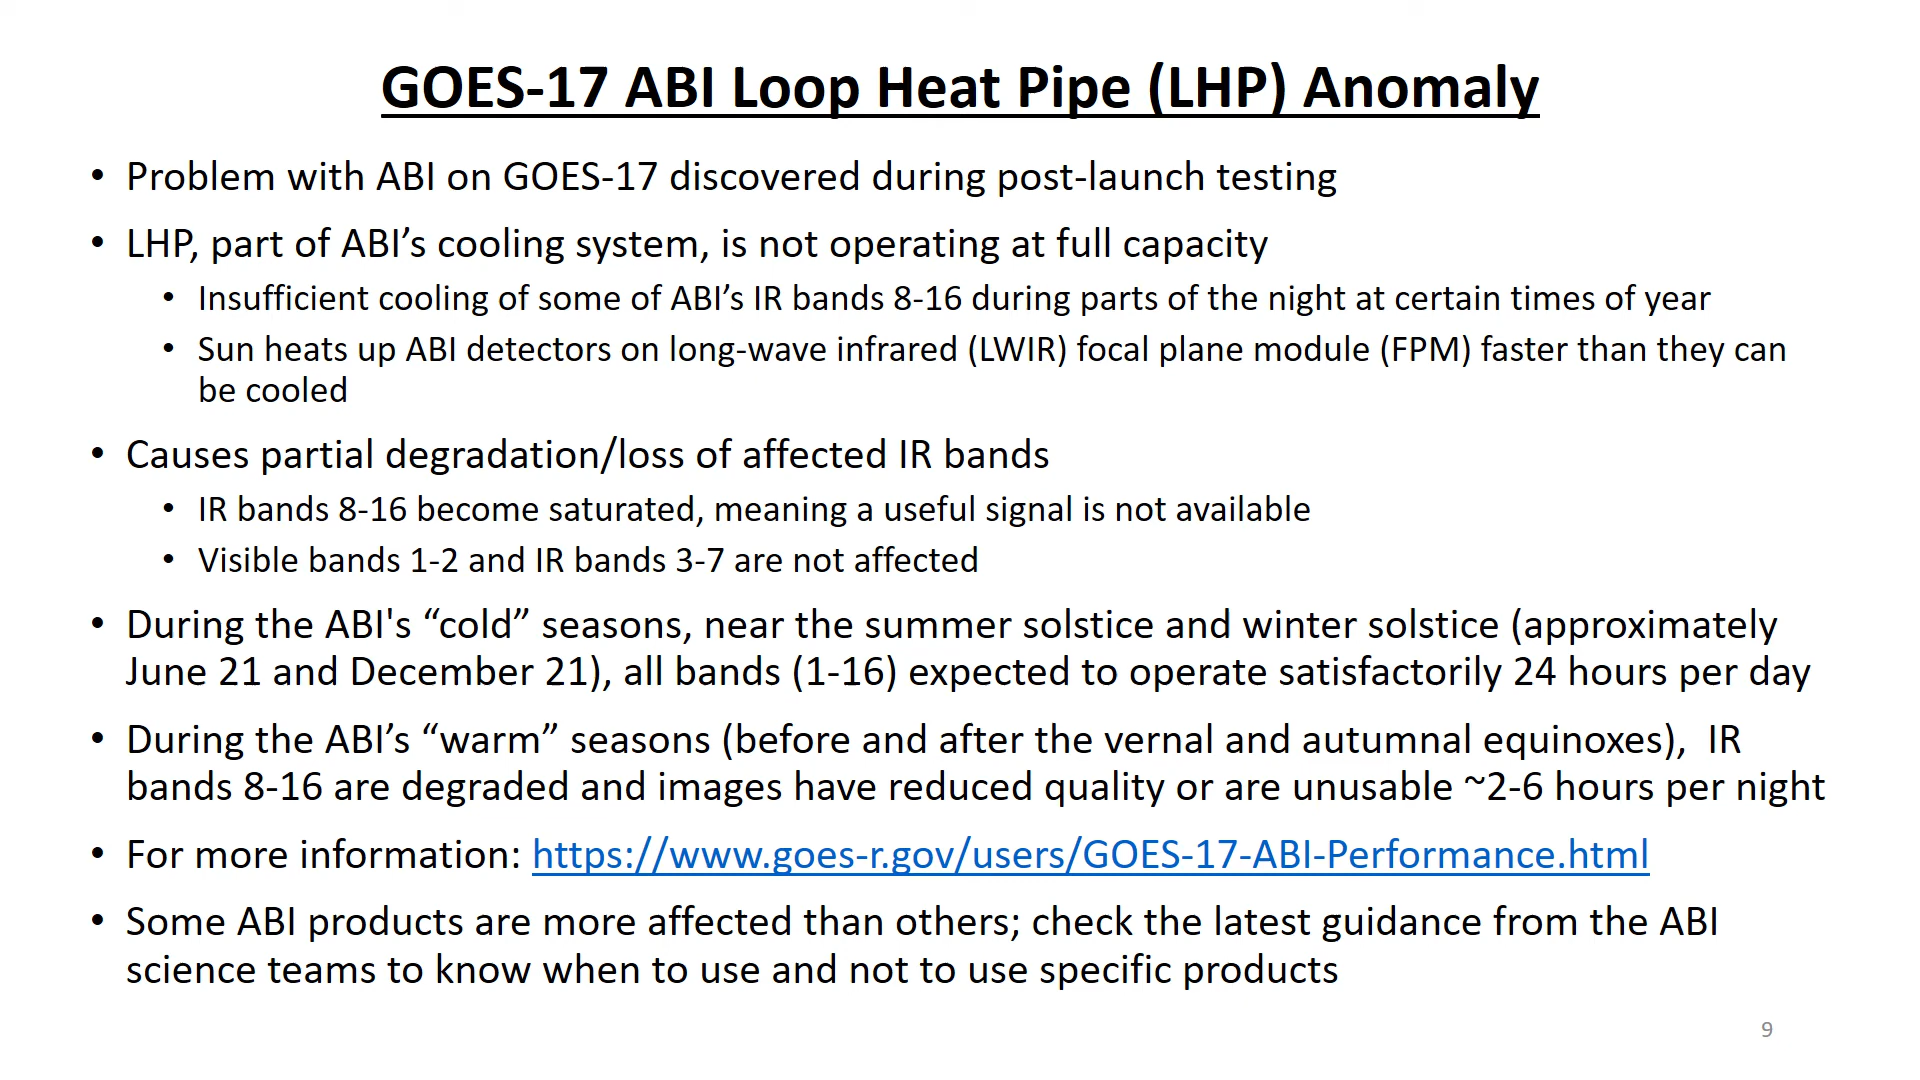 GOES-17 ABI Loop Heat Pipe (LHP) Anomaly
• Problem with ABI on GOES-17 discovered during post-launch testing
• LHP, part of ABI’s cooling system, is not operating at full capacity
• Insufficient cooling of some of ABI’s IR bands 8-16 during parts of the night at certain times of year
• Sun heats up ABI detectors on long-wave infrared (LWIR) focal plane module (FPM) faster than they can
be cooled
• Causes partial degradation/loss of affected IR bands
• IR bands 8-16 become saturated, meaning a useful signal is not available
• Visible bands 1-2 and IR bands 3-7 are not affected
• During the ABI's “cold” seasons, near the summer solstice and winter solstice (approximately
June 21 and December 21), all bands (1-16) expected to operate satisfactorily 24 hours per day
• During the ABI’s “warm” seasons (before and after the vernal and autumnal equinoxes),  IR
bands 8-16 are degraded and images have reduced quality or are unusable ~2-6 hours per night
• For more information: https://www.goes-r.gov/users/GOES-17-ABI-Performance.html
• Some ABI products are more affected than others; check the latest guidance from the ABI
science teams to know when to use and not to use specific products
9